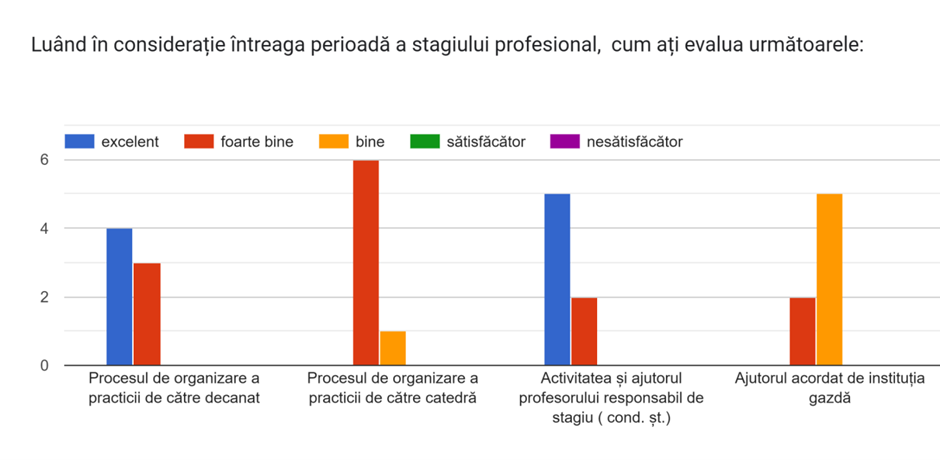 Luând în considerație întreaga perioadă a stagiului profesional,  cum ați evalua următoarele:
excelent foarte bine bine sătisfăcător nesătisfăcător
6
4
2
0
Procesul de organizare a
practicii de către decanat
Procesul de organizare a
practicii de către catedră
Activitatea și ajutorul
profesorului responsabil de
stagiu ( cond. șt.)
Ajutorul acordat de instituția
gazdă